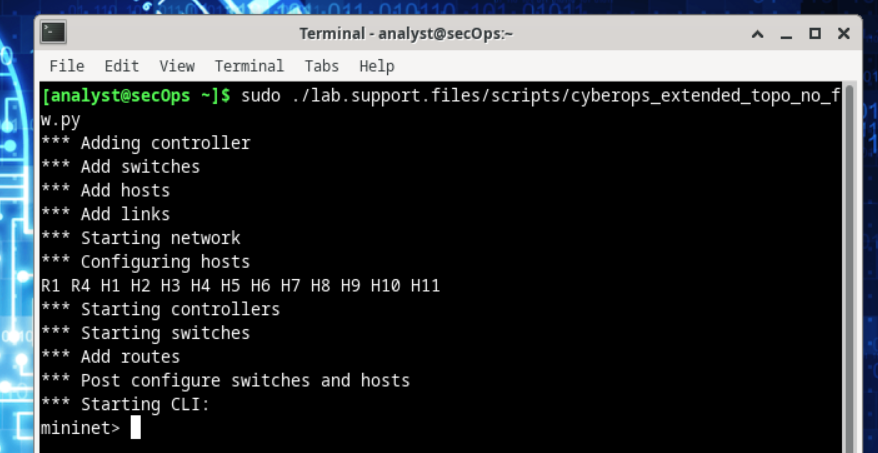 Terminal - analyst@secOps:~
File Edit View Terminal Tabs Help
[analyst@secOps ~]$ sudo ./lab.support.files/scripts/cyberops_extended_topo_no_f
w.py
*** Adding controller
*** Add switches
*** Add hosts
*** Add links
*** Starting network
*** Configuring hosts
R1 R4 H1 H2 H3 H4 H5 H6 H7 H8 H9 H10 H11
*** Starting controllers
*** Starting switches
*** Add routes
*** Post configure switches and hosts
*** Starting CLI:
mininet>